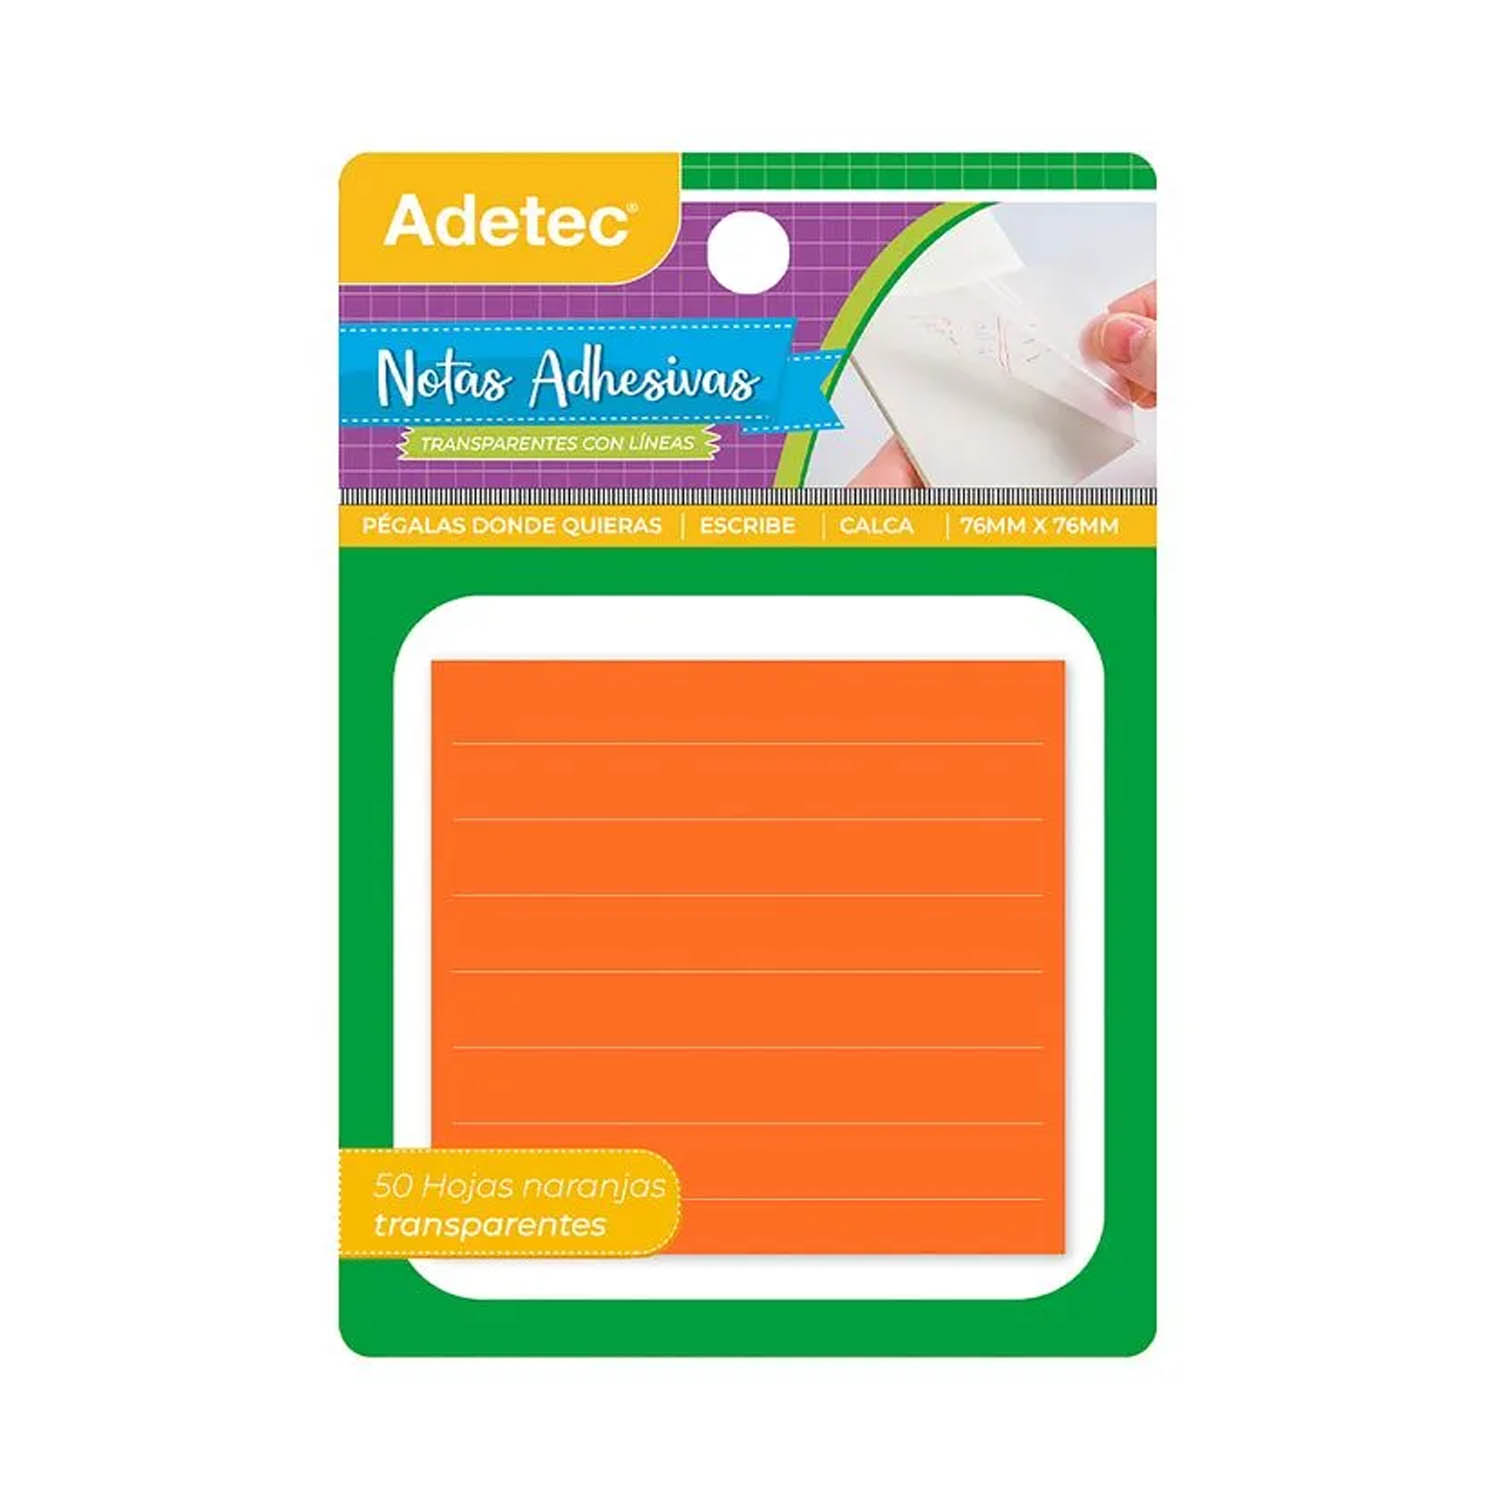 Adetec®
Notas Adhesivas
TRANSPARENTES CON LÍNEAS
PÉGALAS DONDE QUIERAS | ESCRIBE | CALCA | 76MM X 76MM
50 Hojas naranjas
transparentes